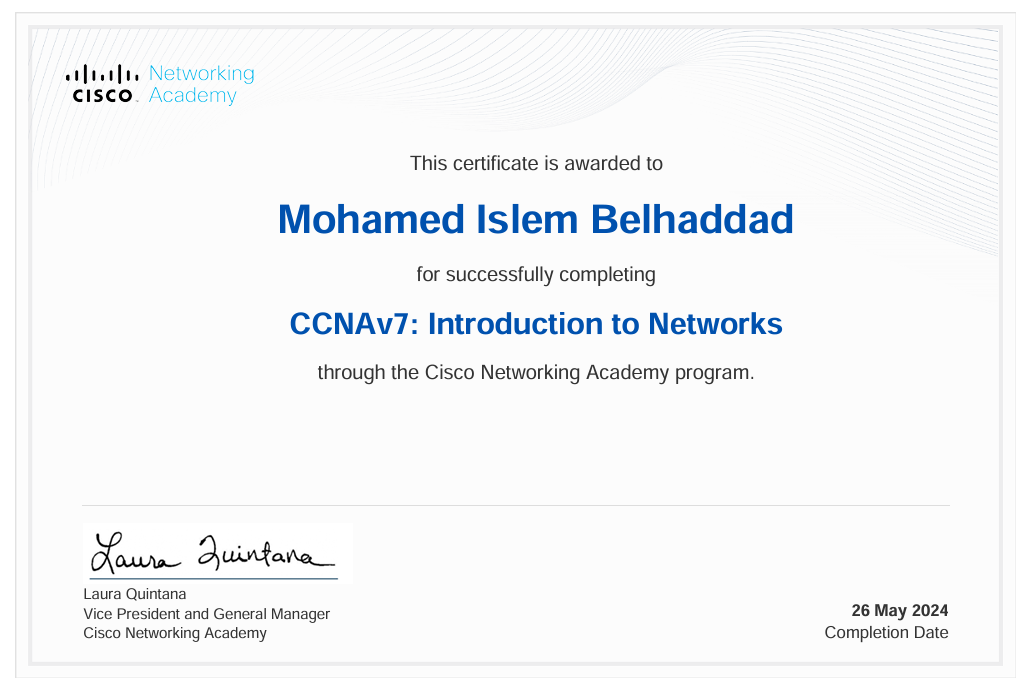 CISCO Networking
Academy
This certificate is awarded to
Mohamed Islem Belhaddad
for successfully completing
CCNAv7: Introduction to Networks
through the Cisco Networking Academy program.
Laura Quintana
Laura Quintana
Vice President and General Manager
Cisco Networking Academy
26 May 2024
Completion Date